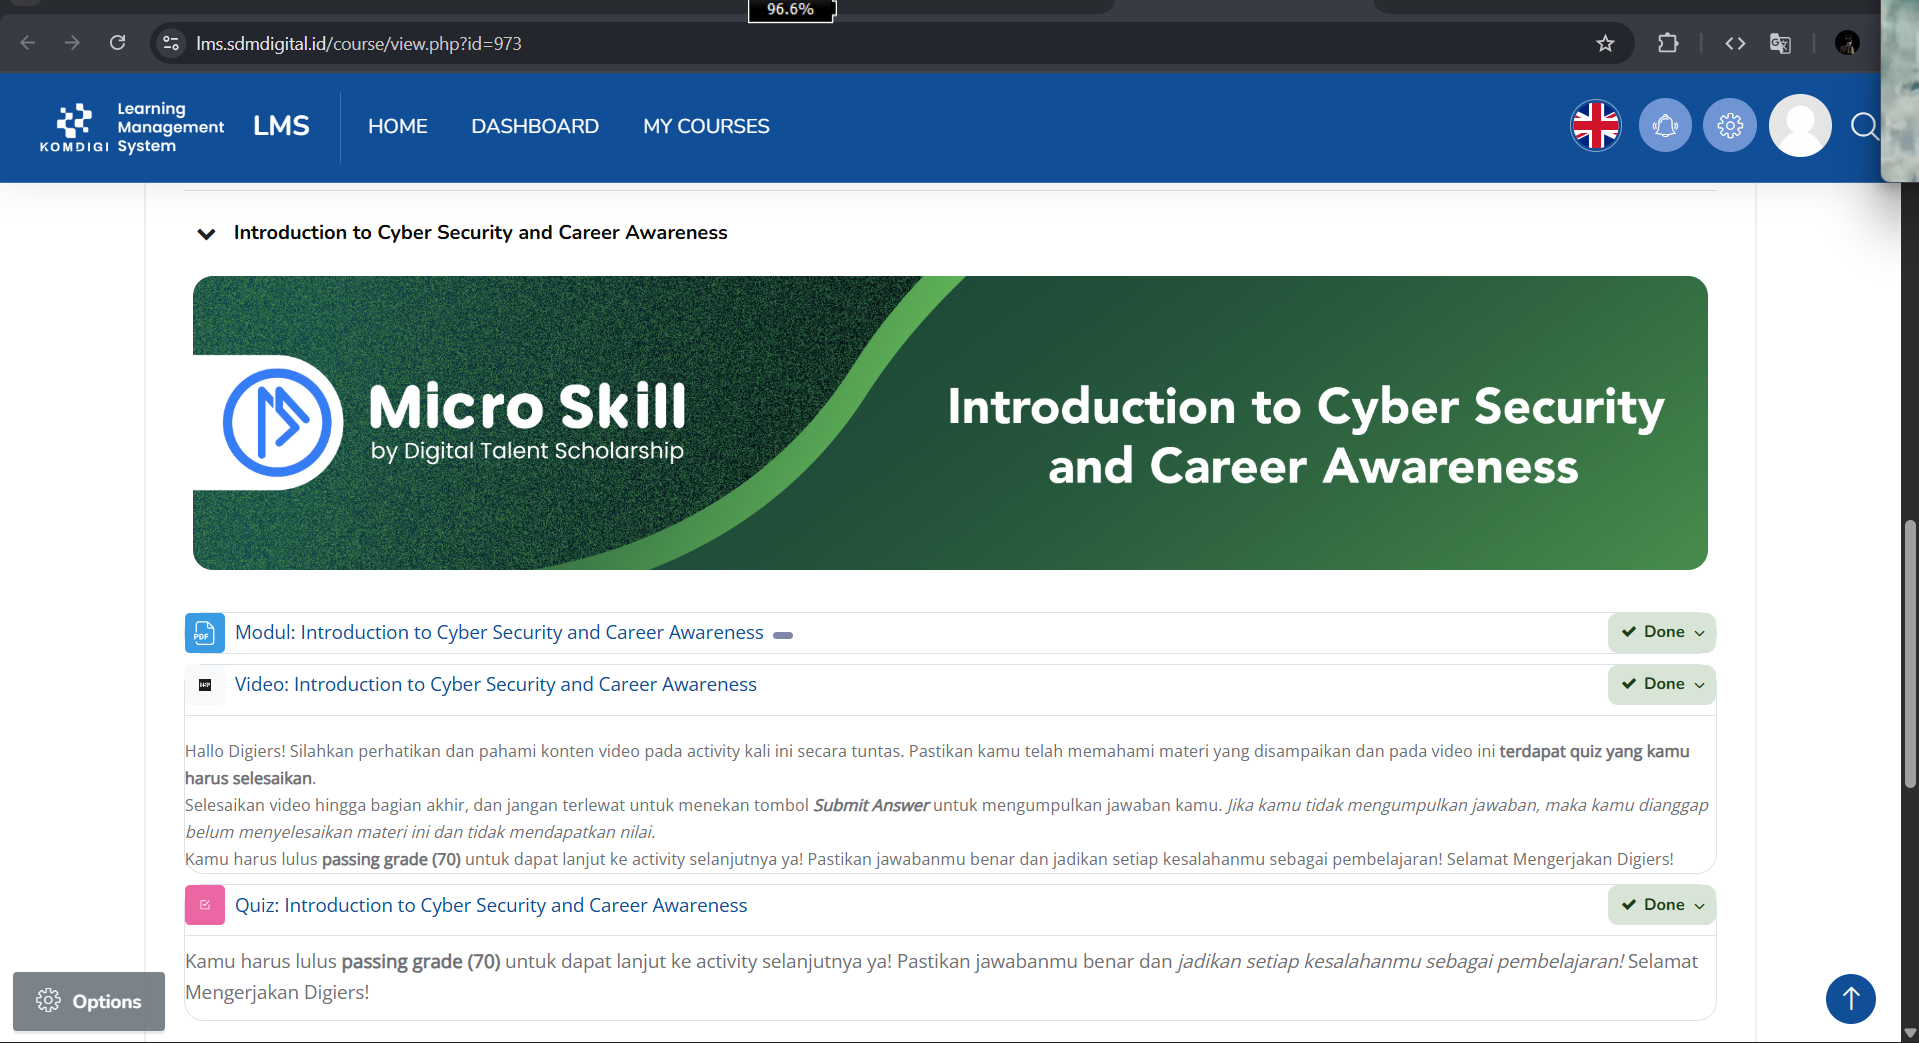 96.6%
lms.sdmdigital.id/course/view.php?id=973
Learning
Management
KOMDIGI System
LMS
HOME
DASHBOARD
MY COURSES
Introduction to Cyber Security and Career Awareness
Micro Skill
by Digital Talent Scholarship
Introduction to Cyber Security
and Career Awareness
PDF
Modul: Introduction to Cyber Security and Career Awareness
Done
Video: Introduction to Cyber Security and Career Awareness
Done
Hallo Digiers! Silahkan perhatikan dan pahami konten video pada activity kali ini secara tuntas. Pastikan kamu telah memahami materi yang disampaikan dan pada video ini terdapat quiz yang kamu
harus selesaikan.
Selesaikan video hingga bagian akhir, dan jangan terlewat untuk menekan tombol Submit Answer untuk mengumpulkan jawaban kamu. Jika kamu tidak mengumpulkan jawaban, maka kamu dianggap
belum menyelesaikan materi ini dan tidak mendapatkan nilai.
Kamu harus lulus passing grade (70) untuk dapat lanjut ke activity selanjutnya ya! Pastikan jawabanmu benar dan jadikan setiap kesalahanmu sebagai pembelajaran! Selamat Mengerjakan Digiers!
Quiz: Introduction to Cyber Security and Career Awareness
Done
Kamu harus lulus passing grade (70) untuk dapat lanjut ke activity selanjutnya ya! Pastikan jawabanmu benar dan jadikan setiap kesalahanmu sebagai pembelajaran! Selamat
Mengerjakan Digiers!
Options